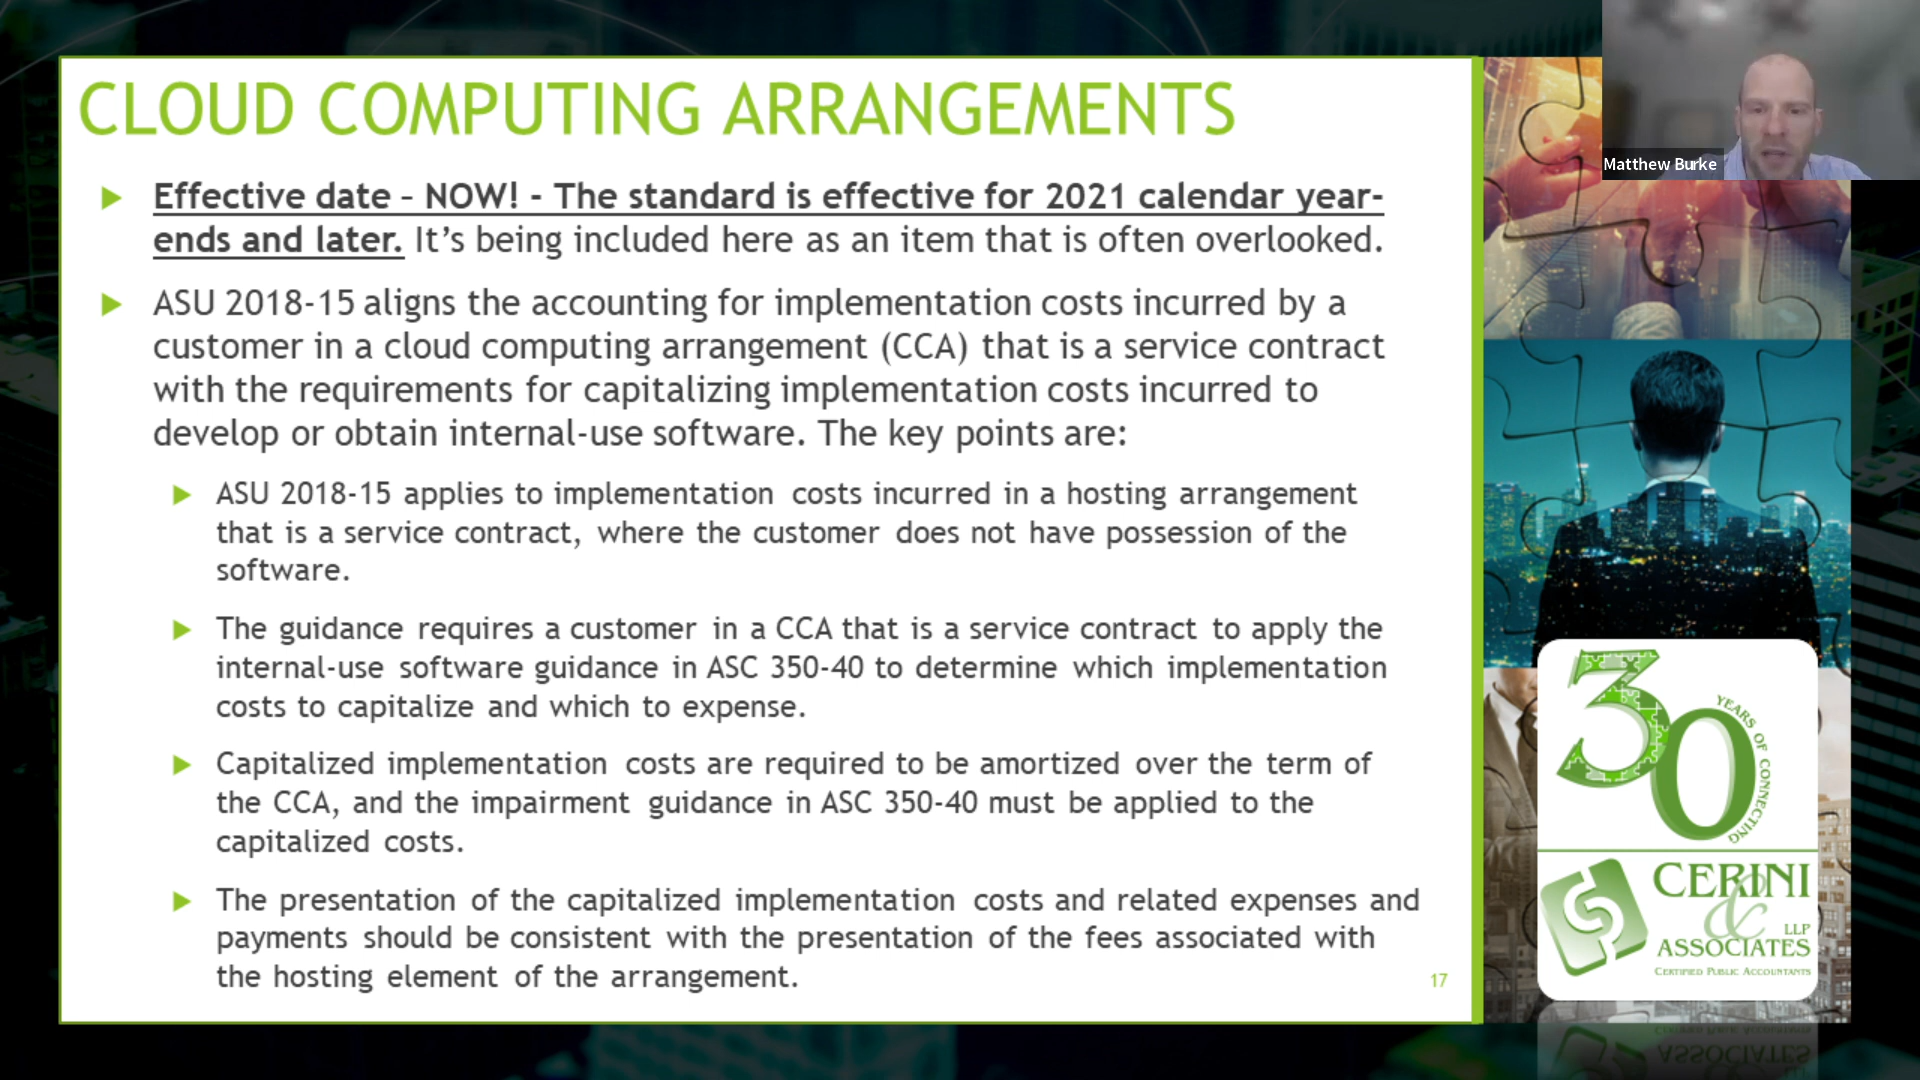 CLOUD COMPUTING ARRANGEMENTS
Effective date – NOW! - The standard is effective for 2021 calendar year-
ends and later. It’s being included here as an item that is often overlooked.
ASU 2018-15 aligns the accounting for implementation costs incurred by a
customer in a cloud computing arrangement (CCA) that is a service contract
with the requirements for capitalizing implementation costs incurred to
develop or obtain internal-use software. The key points are:
ASU 2018-15 applies to implementation costs incurred in a hosting arrangement
that is a service contract, where the customer does not have possession of the
software.
The guidance requires a customer in a CCA that is a service contract to apply the
internal-use software guidance in ASC 350-40 to determine which implementation
costs to capitalize and which to expense.
Capitalized implementation costs are required to be amortized over the term of
the CCA, and the impairment guidance in ASC 350-40 must be applied to the
capitalized costs.
The presentation of the capitalized implementation costs and related expenses and
payments should be consistent with the presentation of the fees associated with
the hosting element of the arrangement.
17
Matthew Burke
30
YEARS OF CONNECTING
CERINI
&
LLP
ASSOCIATES
CERTIFIED PUBLIC ACCOUNTANTS